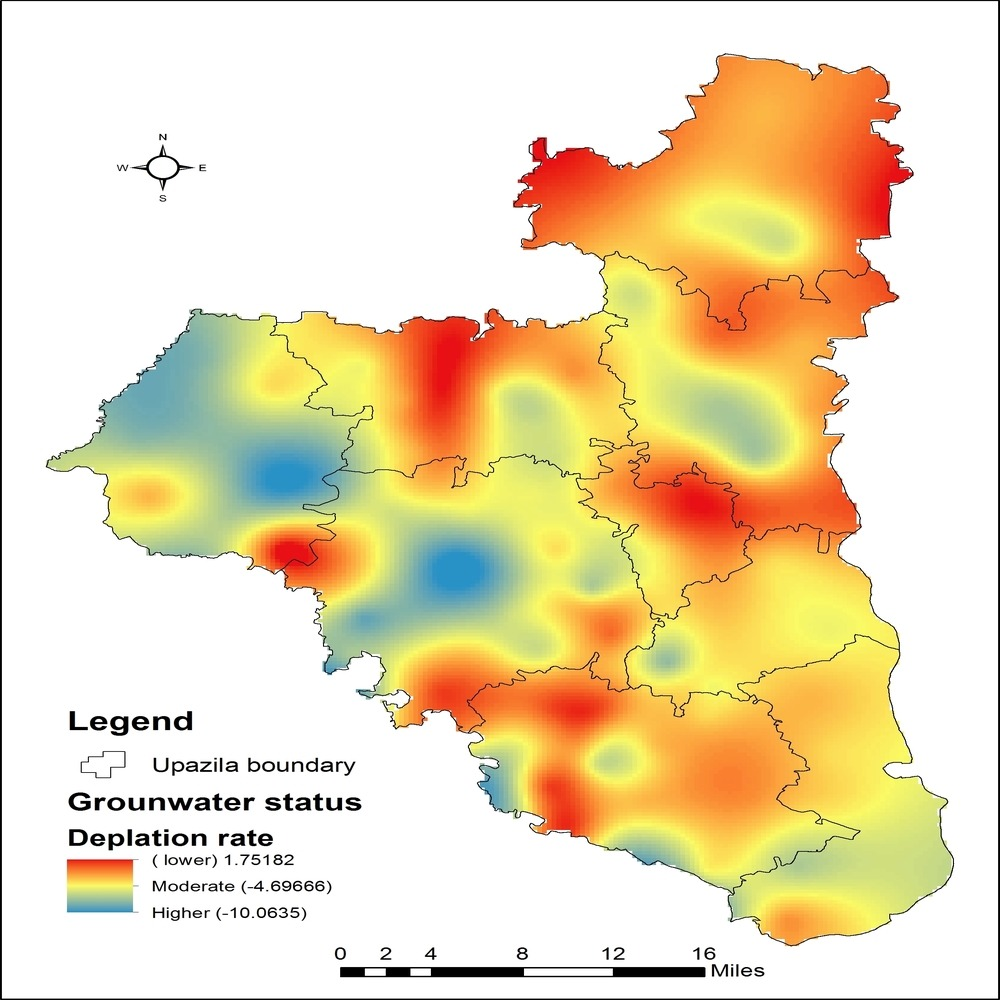 N
W E
S
Legend
Upazila boundary
Grounwater status
Deplation rate
( lower) 1.75182
Moderate (-4.69666)
Higher (-10.0635)
0 2 4 8 12 16
Miles